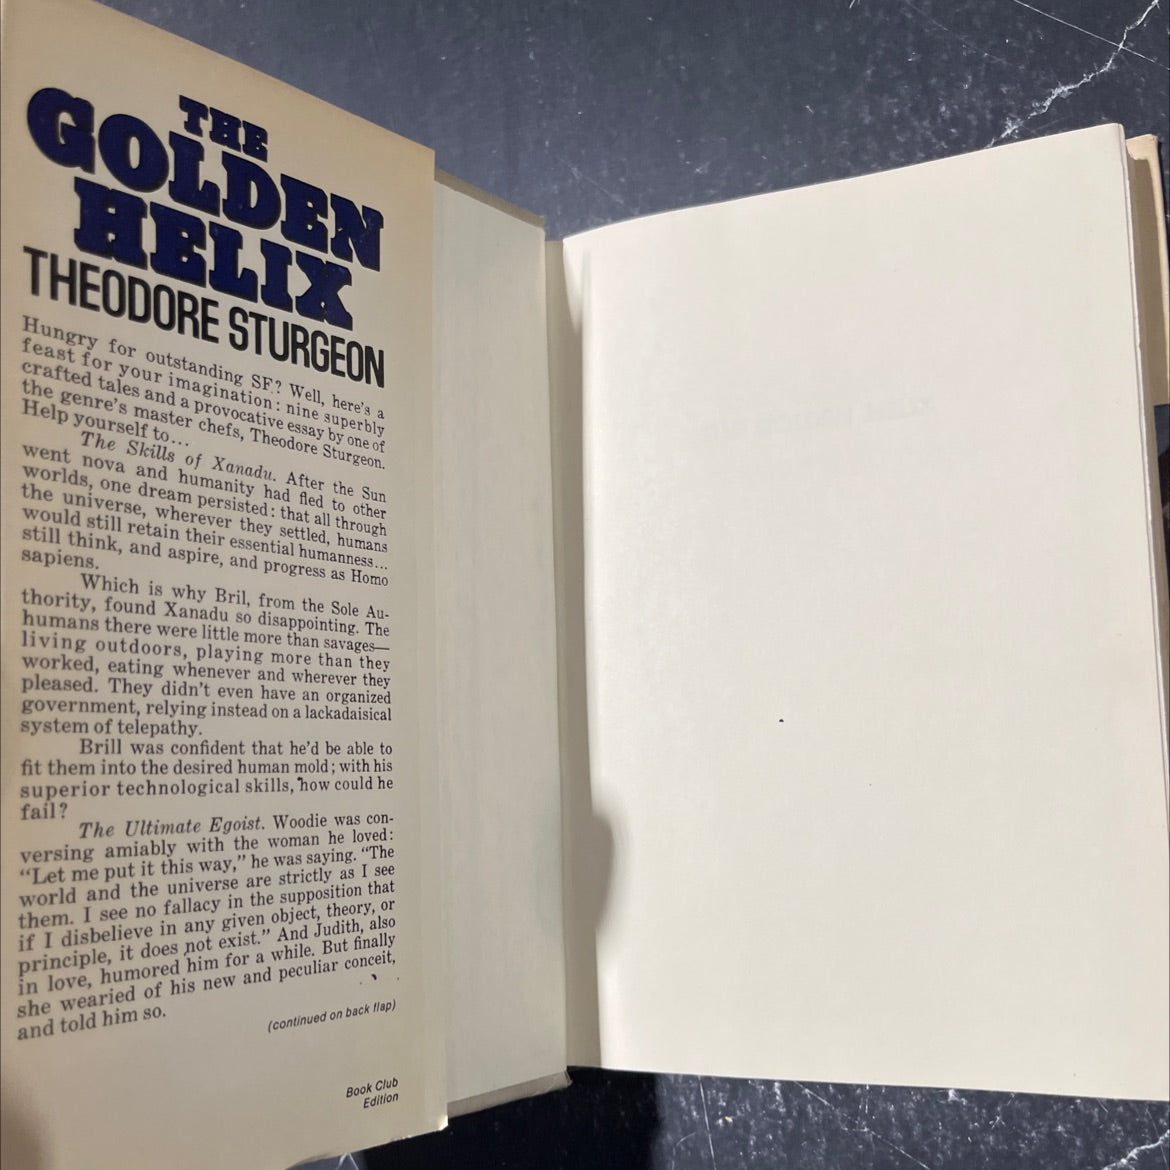 THE
GOLDEN
HELIX
THEODORE STURGEON
Hungry for outstanding SF? Well, here's a
feast for your imagination: nine superbly
crafted tales and a provocative essay by one of
the genre's master chefs, Theodore Sturgeon.
Help yourself to...
The Skills of Xanadu. After the Sun
went nova and humanity had fled to other
worlds, one dream persisted: that all through
the universe, wherever they settled, humans
would still retain their essential humanness...
still think, and aspire, and progress as Homo
sapiens.
Which is why Bril, from the Sole Au-
thority, found Xanadu so disappointing. The
humans there were little more than savages—
living outdoors, playing more than they
worked, eating whenever and wherever they
pleased. They didn't even have an organized
government, relying instead on a lackadaisical
system of telepathy.
Brill was confident that he'd be able to
fit them into the desired human mold; with his
superior technological skills, how could he
fail?
The Ultimate Egoist. Woodie was con-
versing amiably with the woman he loved:
"Let me put it this way," he was saying. "The
world and the universe are strictly as I see
them. I see no fallacy in the supposition that
if I disbelieve in any given object, theory, or
principle, it does not exist." And Judith, also
in love, humored him for a while. But finally
she wearied of his new and peculiar conceit,
and told him so.
(continued on back flap)
Book Club
Edition